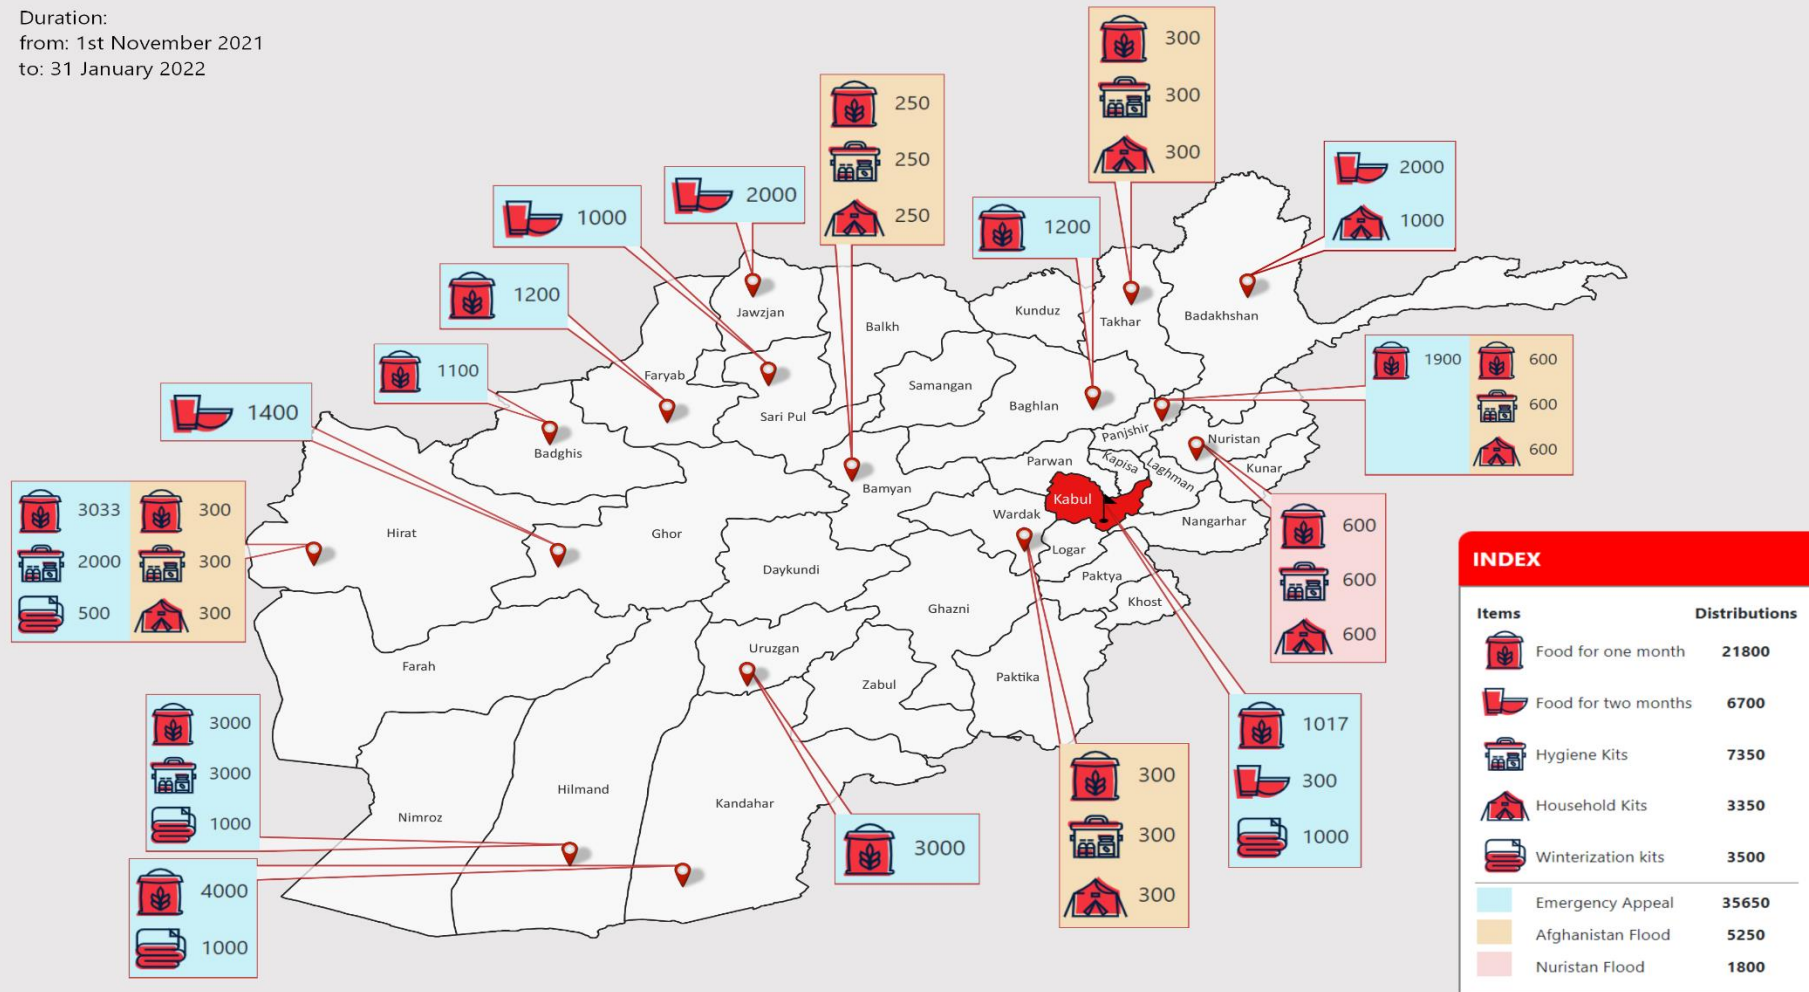 Duration:
from: 1st November 2021
to: 31 January 2022
300
300
300
250
250
250
2000
1000
2000
1000
1200
1200
1100
1400
1900 600
600
600
3033 300
2000 300
500 300
600
600
600
3000
3000
1000
4000
1000
3000
300
300
300
1017
300
1000
Jawzjan
Balkh
Kunduz
Takhar
Badakhshan
Faryab
Samangan
Sari Pul
Baghlan
Panjshir
Nuristan
Badghis
Parwan
Kapisa
Laghman
Kunar
Bamyan
Kabul
Wardak
Nangarhar
Hirat
Ghor
Logar
Daykundi
Paktya
Ghazni
Khost
Uruzgan
Farah
Zabul
Paktika
Hilmand
Kandahar
Nimroz
INDEX
Items Distributions
Food for one month 21800
Food for two months 6700
Hygiene Kits 7350
Household Kits 3350
Winterization kits 3500
Emergency Appeal 35650
Afghanistan Flood 5250
Nuristan Flood 1800